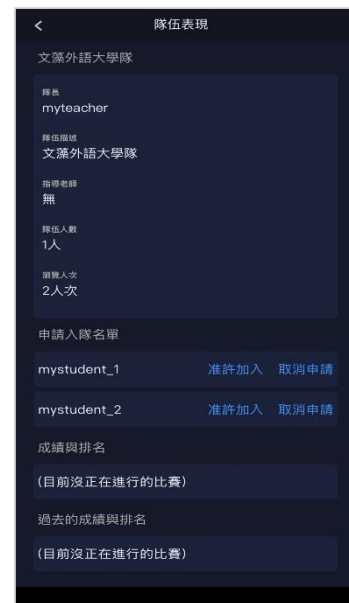 隊伍表現
文藻外語大學隊
隊長
myteacher
隊伍描述
文藻外語大學隊
指導老師
無
隊伍人數
1人
瀏覽人次
2人次
申請入隊名單
mystudent_1 准許加入 取消申請
mystudent_2 准許加入 取消申請
成績與排名
(目前沒正在進行的比賽)
過去的成績與排名
(目前沒正在進行的比賽)